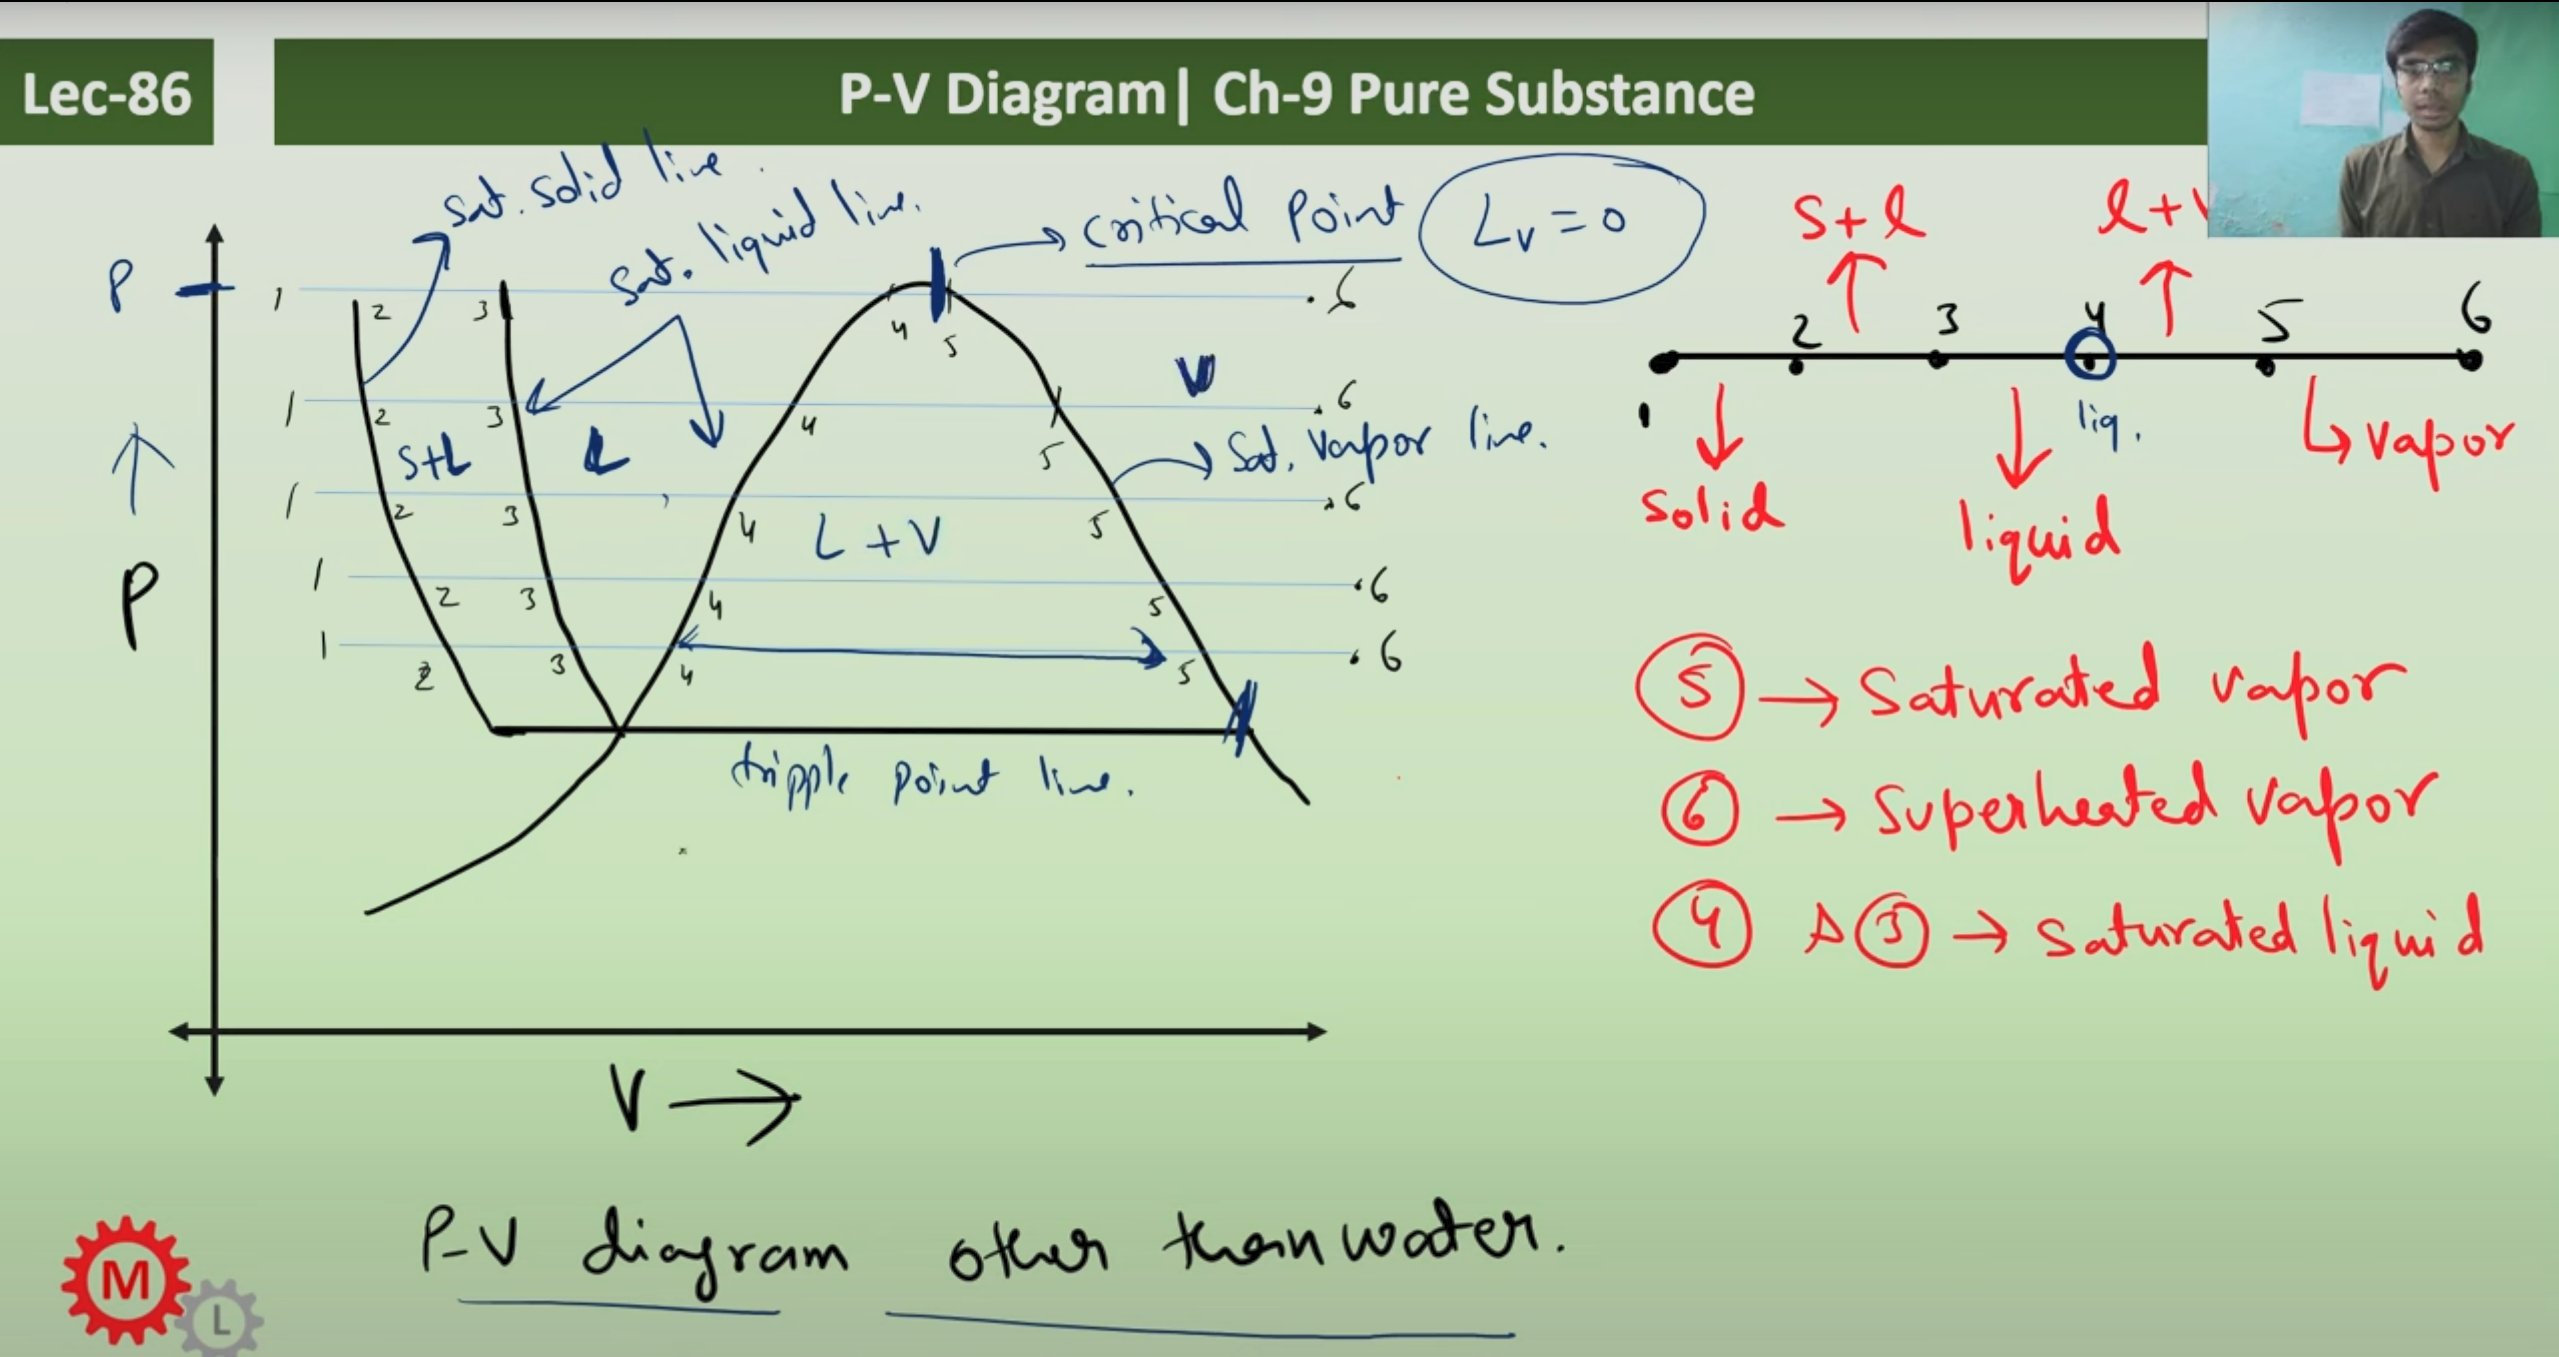 Lec-86
P-V Diagram| Ch-9 Pure Substance
sat. solid line.
sat. liquid line.
critical Point
Lv = 0
P
1 2 3 4 5 .6
1 2 3 4 5 .6
V
S+L
L
Sat. Vapor line.
1 2 3 4 5 .6
L + V
1 2 3 4 5 .6
P
1 2 3 4 5 .6
tripple point line.
V
P-V diagram other than water.
M
L
S+l
l+
2 3 4 5 6
1
liq.
vapor
Solid
liquid
5 → Saturated vapor
6 → Superheated vapor
4 & 3 → saturated liquid